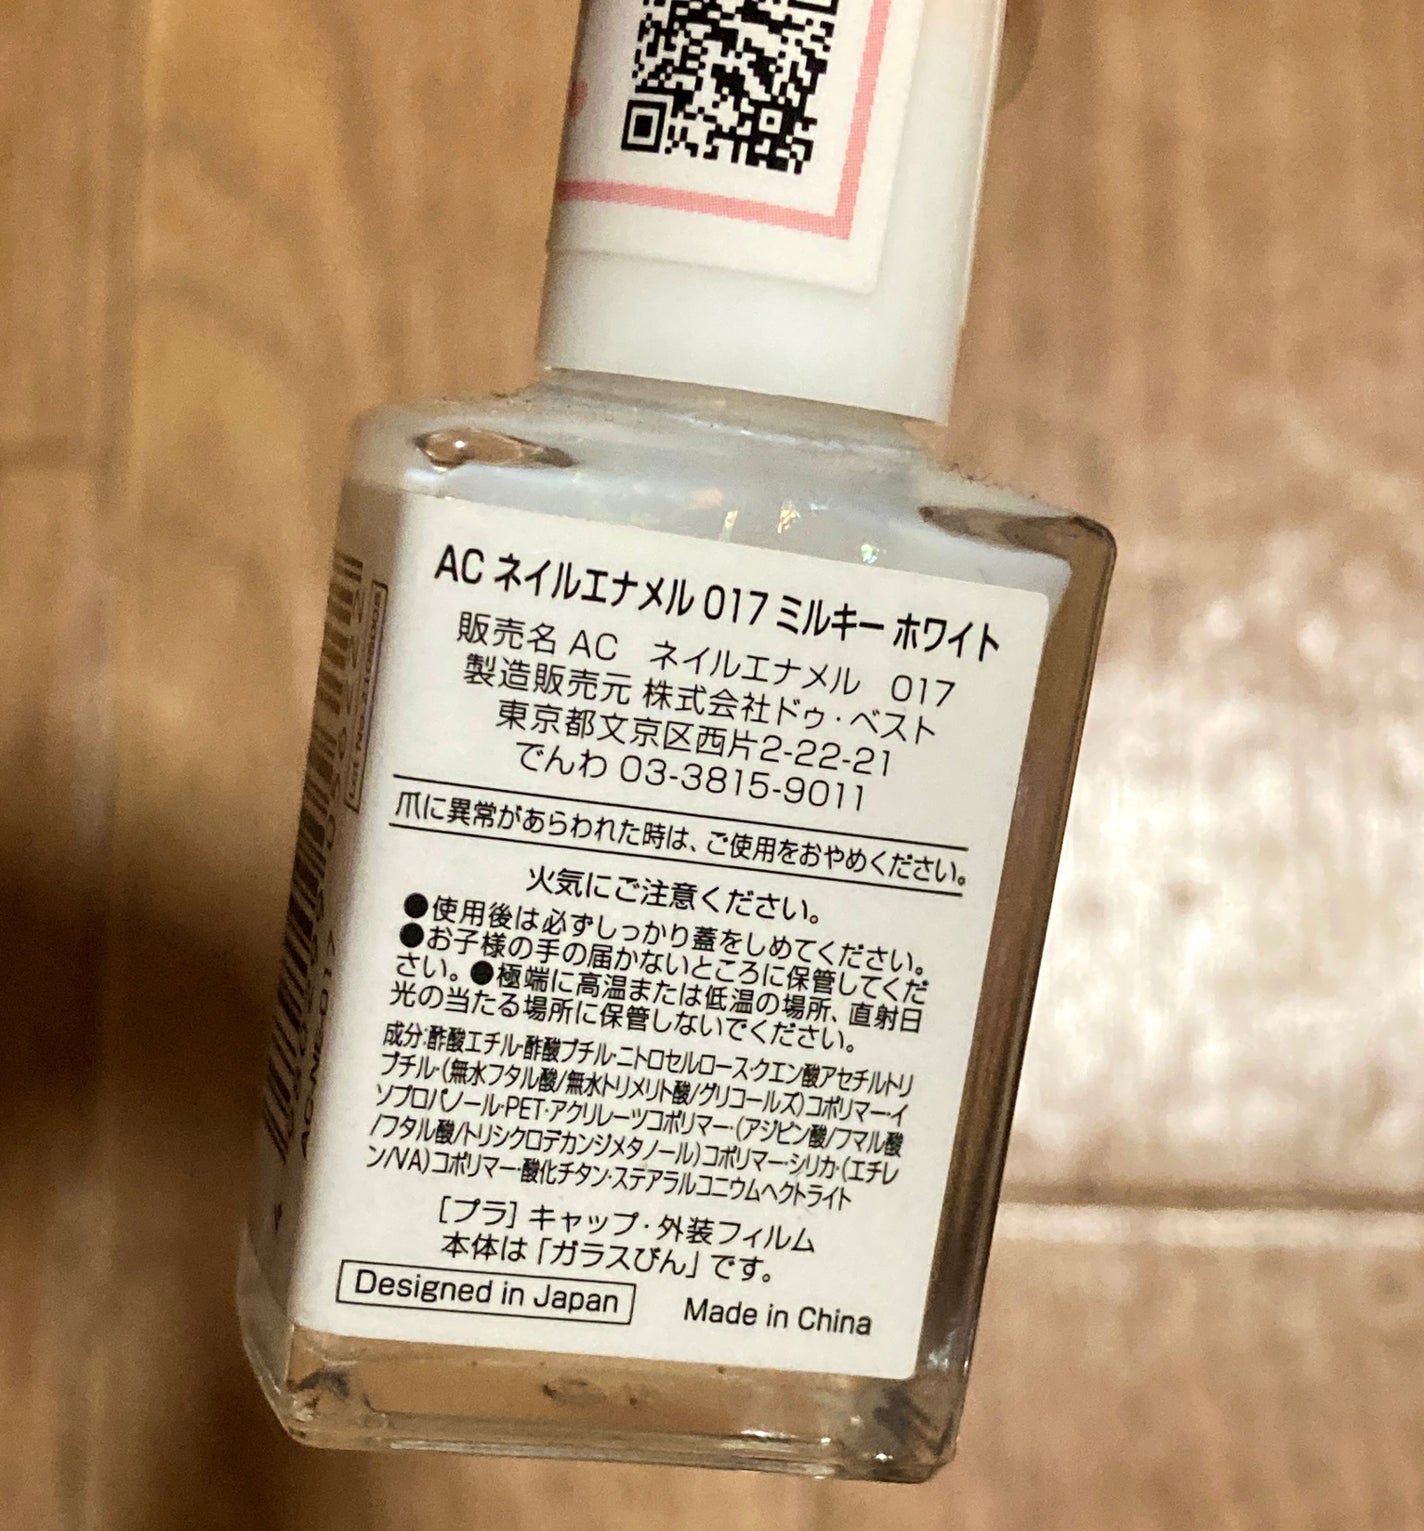 AC ネイルエナメル 017 ミルキー ホワイト
販売名 AC　ネイルエナメル　017
製造販売元 株式会社ドゥ・ベスト
東京都文京区西片2-22-21
でんわ 03-3815-9011
爪に異常があらわれた時は、ご使用をおやめください。
火気にご注意ください。
●使用後は必ずしっかり蓋をしめてください。
●お子様の手の届かないところに保管してくだ
さい。●極端に高温または低温の場所、直射日
光の当たる場所に保管しないでください。
成分:酢酸エチル・酢酸ブチル・ニトロセルロース・クエン酸アセチルトリ
ブチル・(無水フタル酸/無水トリメリト酸/グリコールズ)コポリマー・イ
ソプロパノール・PET・アクリレーツコポリマー・(アジピン酸/フマル酸
/フタル酸/トリシクロデカンジメタノール)コポリマー・シリカ・(エチレ
ン/VA)コポリマー・酸化チタン・ステアラルコニウムヘクトライト
［プラ］キャップ・外装フィルム
本体は「ガラスびん」です。
Designed in Japan
Made in China